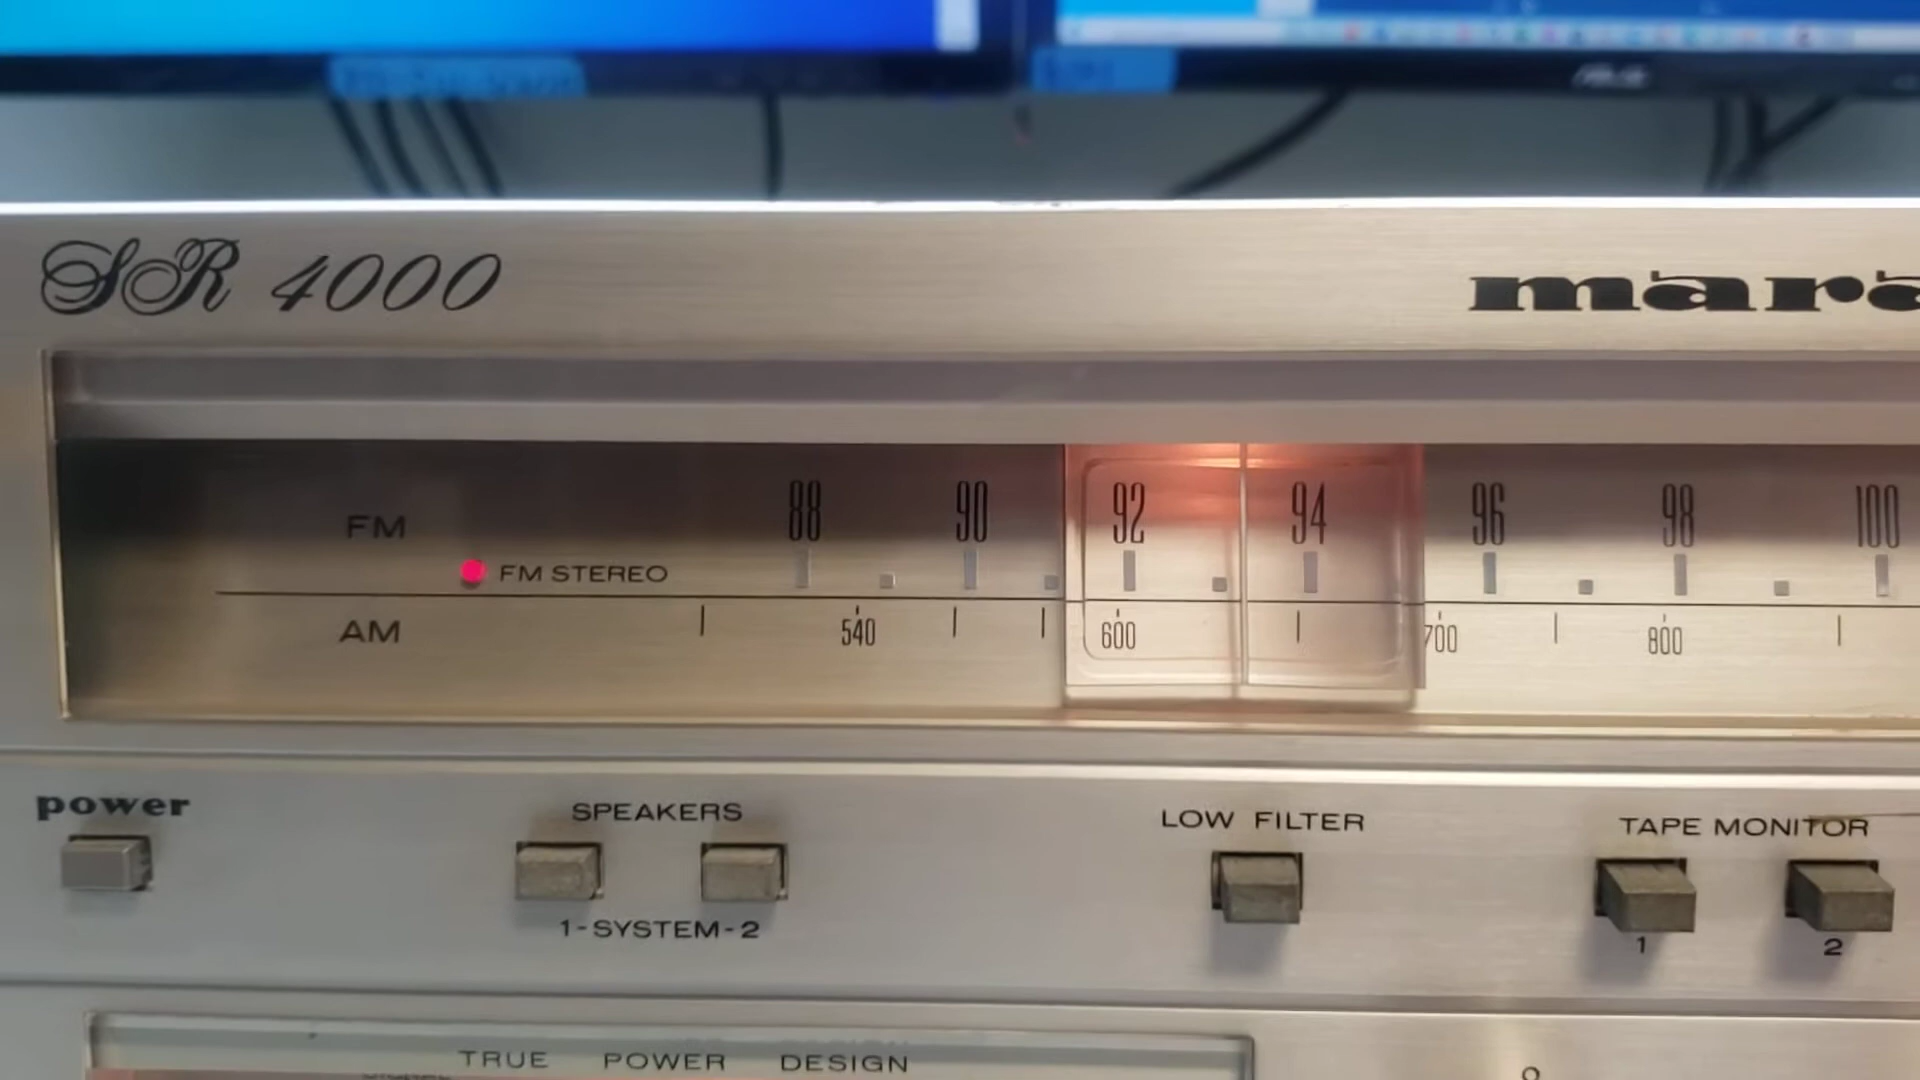 SR 4000
FM 88 90 92 94 96 98 100
FM STEREO
AM 540 600 700 800
power
SPEAKERS
1-SYSTEM-2
LOW FILTER
TAPE MONITOR
1 2
TRUE POWER DESIGN